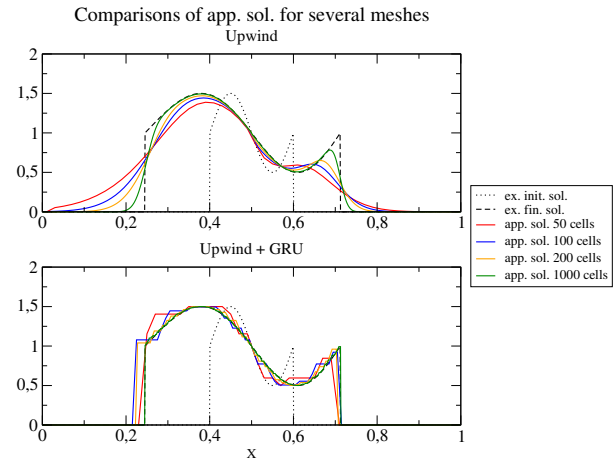 Comparisons of app. sol. for several meshes
Upwind
2
1,5
1
0,5
0
0 0,2 0,4 0,6 0,8 1
ex. init. sol.
ex. fin. sol.
app. sol. 50 cells
app. sol. 100 cells
app. sol. 200 cells
app. sol. 1000 cells
Upwind + GRU
2
1,5
1
0,5
0
0 0,2 0,4 0,6 0,8 1
X